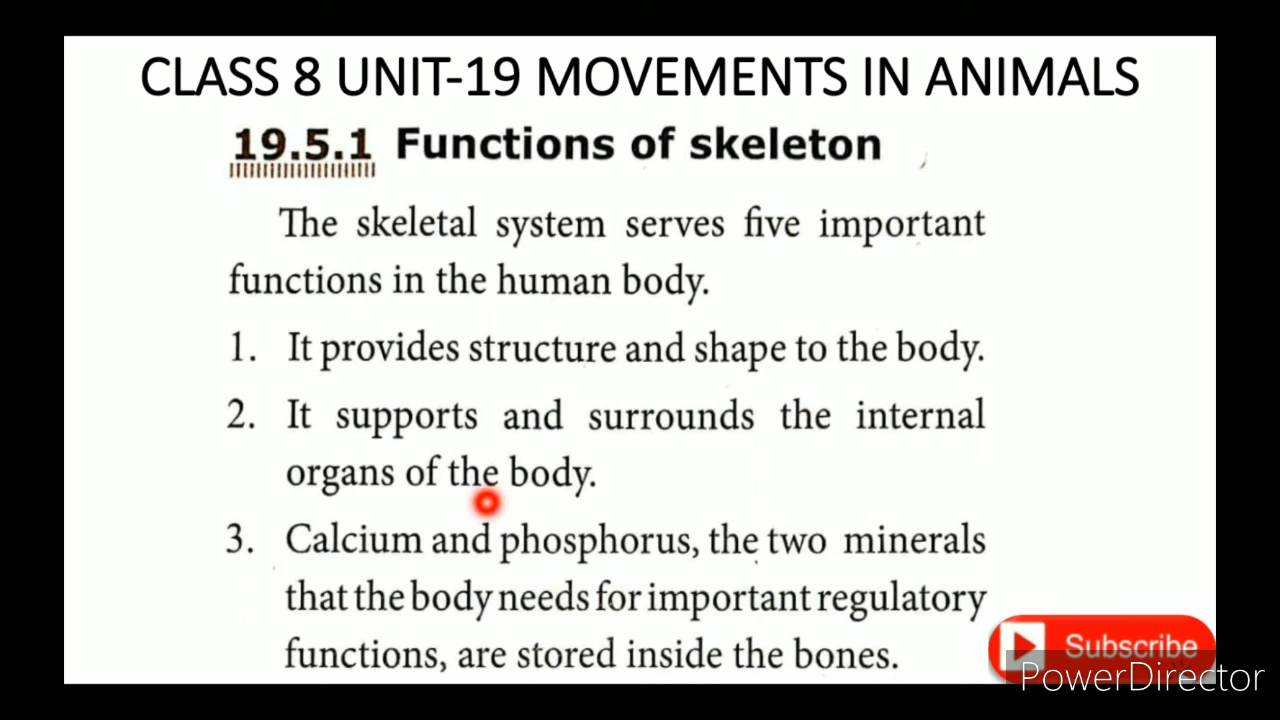 CLASS 8 UNIT-19 MOVEMENTS IN ANIMALS
19.5.1 Functions of skeleton
The skeletal system serves five important
functions in the human body.
1. It provides structure and shape to the body.
2. It supports and surrounds the internal
organs of the body.
3. Calcium and phosphorus, the two minerals
that the body needs for important regulatory
functions, are stored inside the bones.
Subscribe
PowerDirector